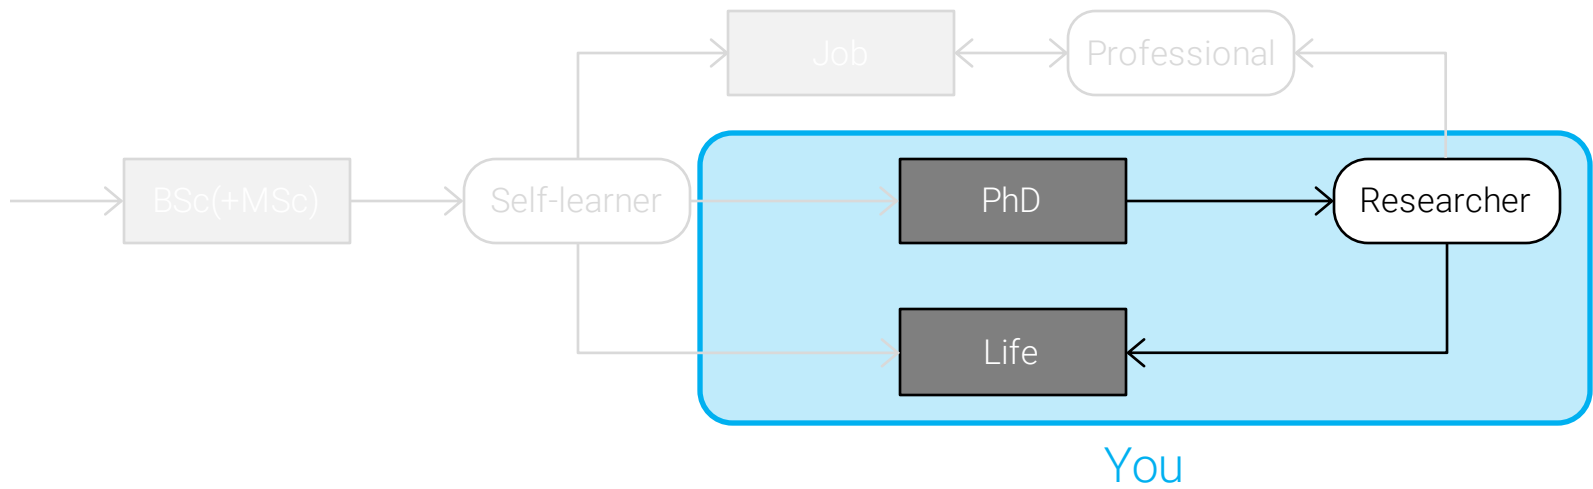 Job
Professional
BSc(+MSc)
Self-learner
PhD
Researcher
Life
You